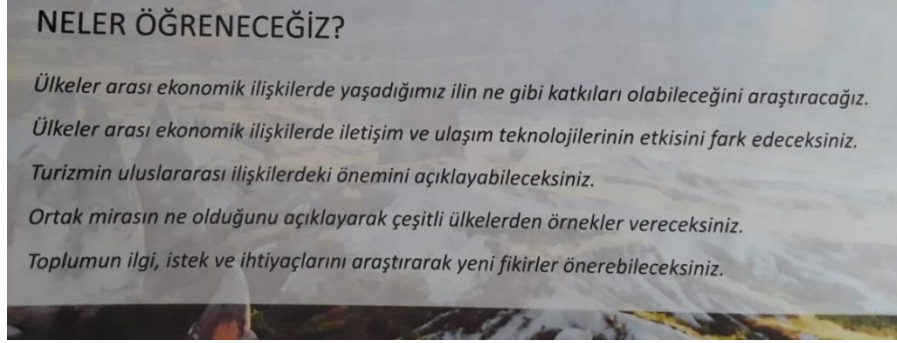 NELER ÖĞRENECEĞİZ?
Ülkeler arası ekonomik ilişkilerde yaşadığımız ilin ne gibi katkıları olabileceğini araştıracağız.
Ülkeler arası ekonomik ilişkilerde iletişim ve ulaşım teknolojilerinin etkisini fark edeceksiniz.
Turizmin uluslararası ilişkilerdeki önemini açıklayabileceksiniz.
Ortak mirasın ne olduğunu açıklayarak çeşitli ülkelerden örnekler vereceksiniz.
Toplumun ilgi, istek ve ihtiyaçlarını araştırarak yeni fikirler önerebileceksiniz.